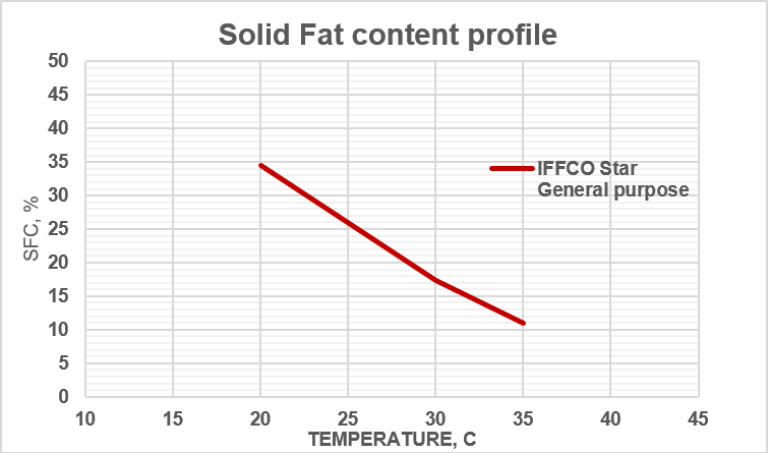 Solid Fat content profile
50
45
40
35
30
25
20
15
10
5
0
SFC, %
IFFCO Star
General purpose
10 15 20 25 30 35 40 45
TEMPERATURE, C